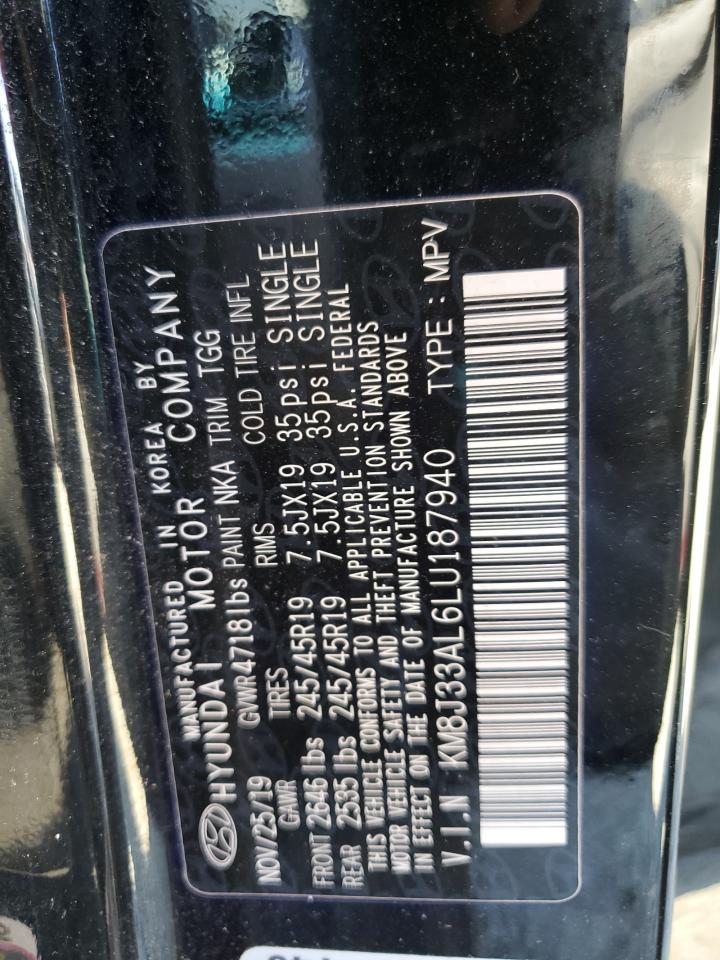 MANUFACTURED IN KOREA BY
HYUNDAI MOTOR COMPANY
NOV/25/19 GVWR 4718lbs PAINT NKA TRIM TGG
GAWR TIRES RIMS COLD TIRE INFL
FRONT 2646 lbs 245/45R19 7.5JX19 35psi SINGLE
REAR 2535 lbs 245/45R19 7.5JX19 35psi SINGLE
THIS VEHICLE CONFORMS TO ALL APPLICABLE U.S.A. FEDERAL
MOTOR VEHICLE SAFETY AND THEFT PREVENTION STANDARDS
IN EFFECT ON THE DATE OF MANUFACTURE SHOWN ABOVE
V.I.N KM8J33AL6LU187940 TYPE : MPV